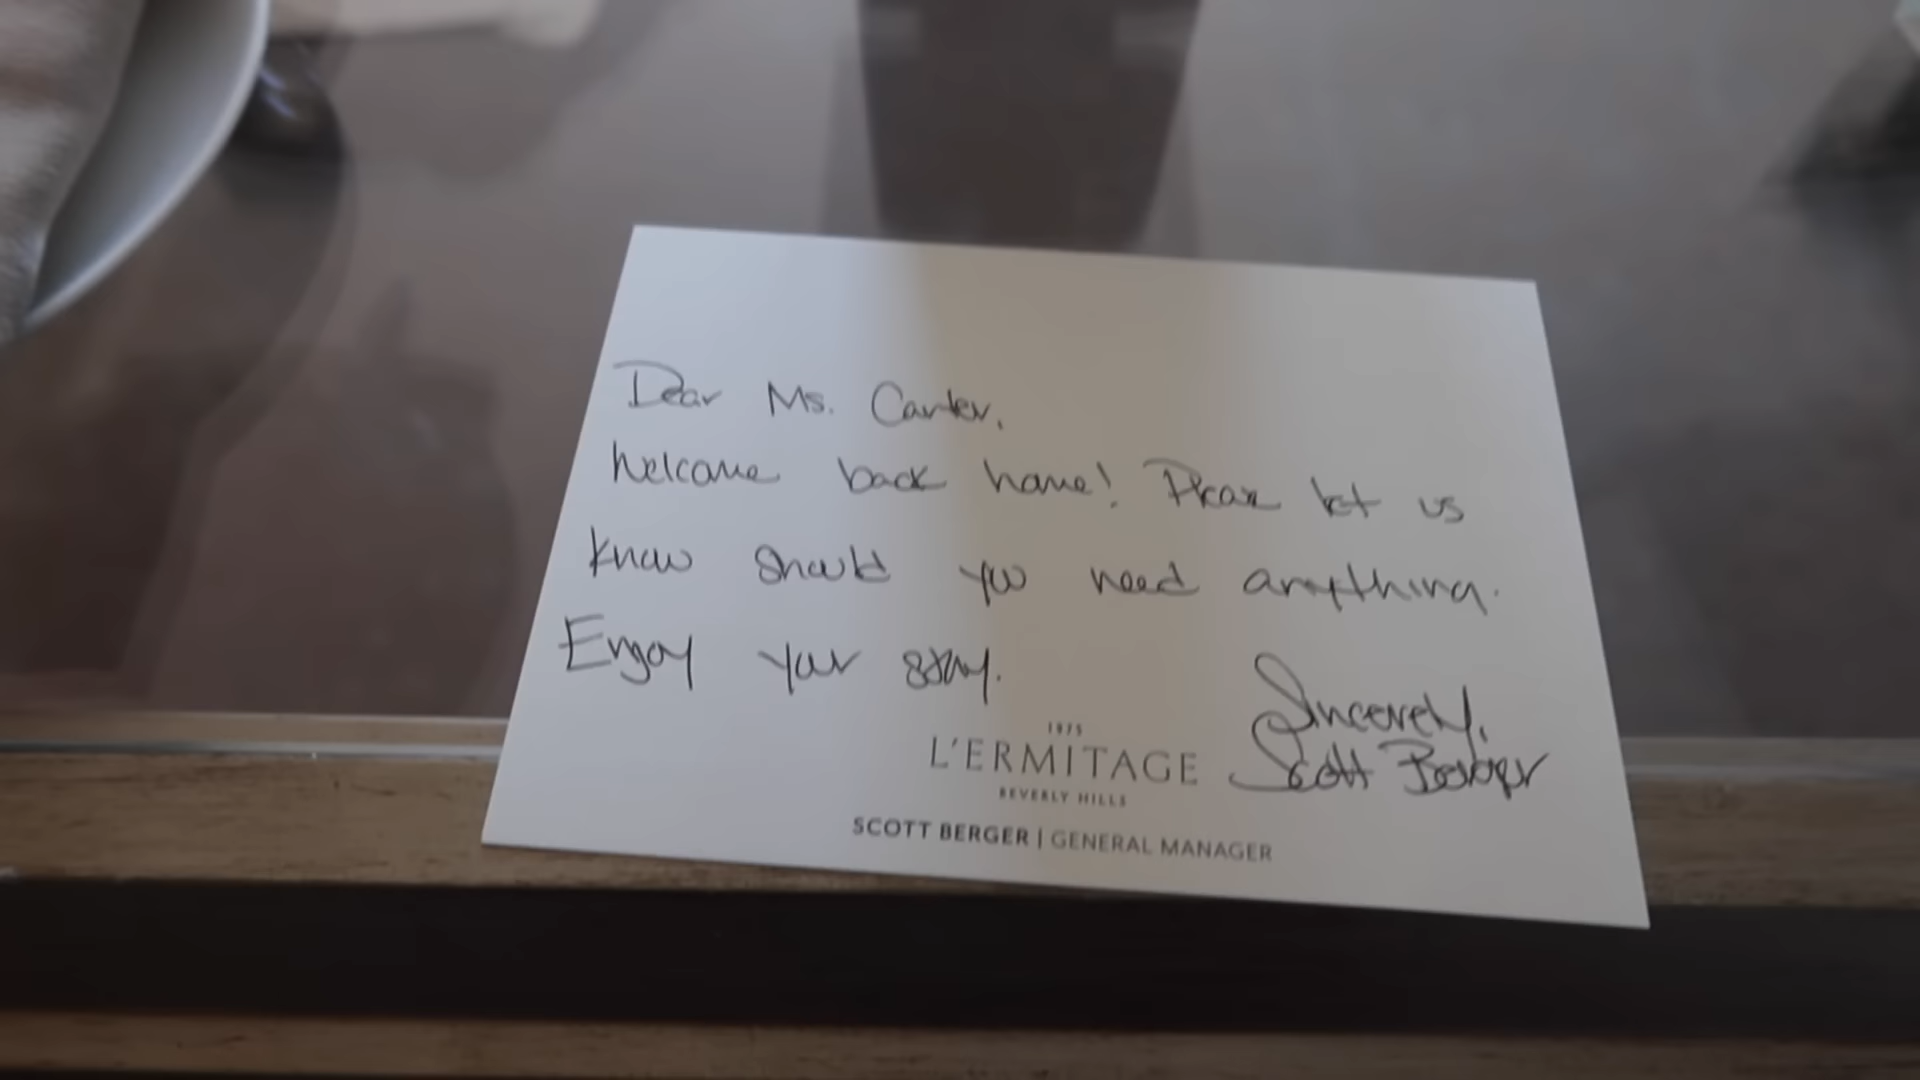 Dear Ms. Carter,
Welcome back home! Please let us
know should you need anything.
Enjoy your stay.
Sincerely,
Scott Berger
1975
L'ERMITAGE
BEVERLY HILLS
SCOTT BERGER | GENERAL MANAGER